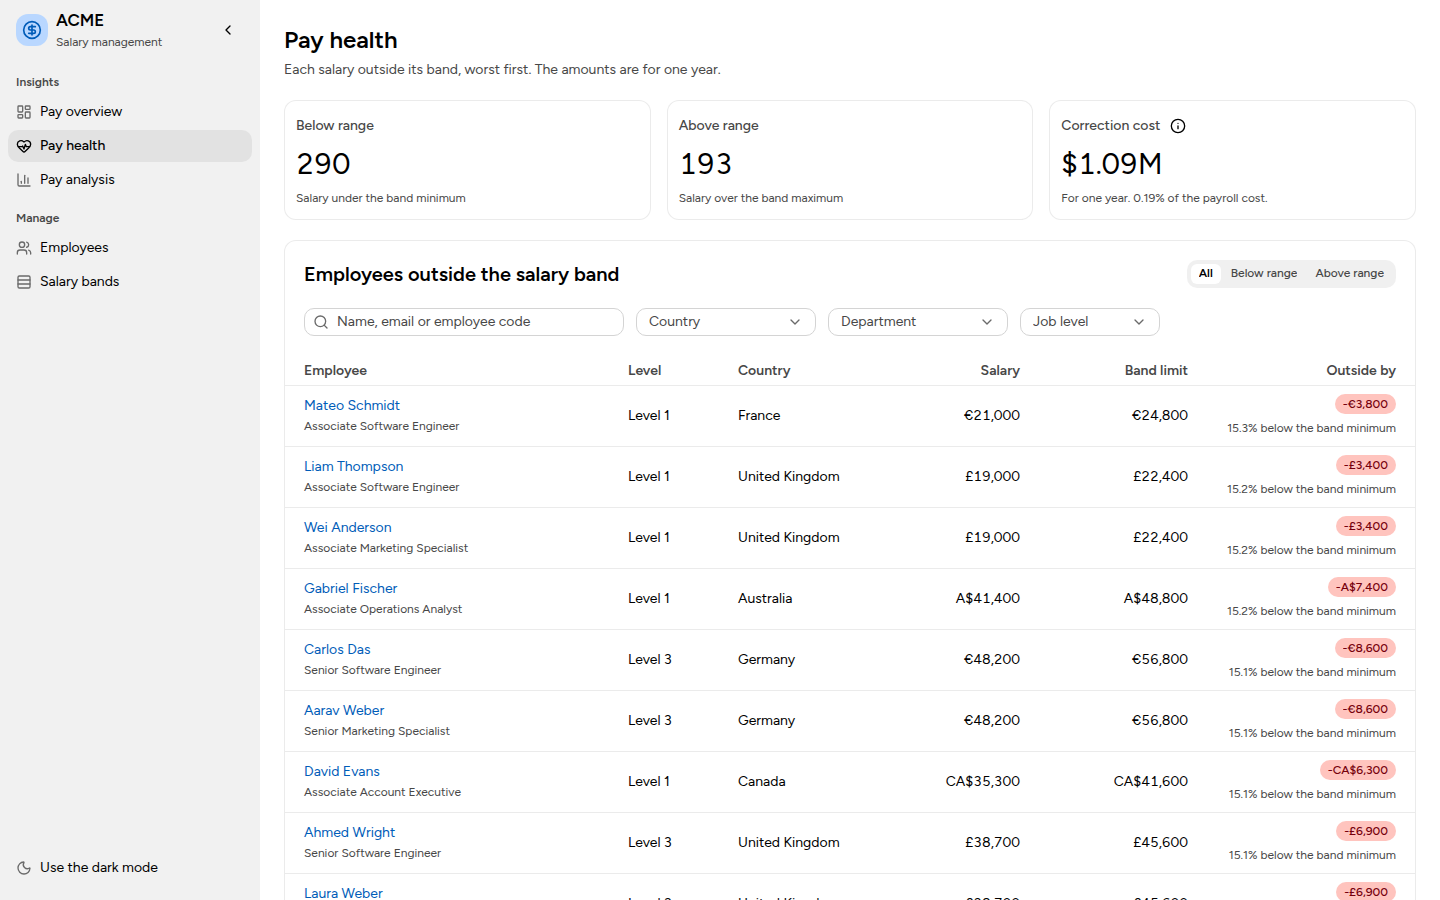 ACME
Salary management
Insights
Pay overview
Pay health
Pay analysis
Manage
Employees
Salary bands
Use the dark mode
Pay health
Each salary outside its band, worst first. The amounts are for one year.
Below range
290
Salary under the band minimum
Above range
193
Salary over the band maximum
Correction cost
$1.09M
For one year. 0.19% of the payroll cost.
Employees outside the salary band
All Below range Above range
Name, email or employee code Country Department Job level
Employee Level Country Salary Band limit Outside by
Mateo Schmidt
Associate Software Engineer
Level 1 France €21,000 €24,800
-€3,800
15.3% below the band minimum
Liam Thompson
Associate Software Engineer
Level 1 United Kingdom £19,000 £22,400
-£3,400
15.2% below the band minimum
Wei Anderson
Associate Marketing Specialist
Level 1 United Kingdom £19,000 £22,400
-£3,400
15.2% below the band minimum
Gabriel Fischer
Associate Operations Analyst
Level 1 Australia A$41,400 A$48,800
-A$7,400
15.2% below the band minimum
Carlos Das
Senior Software Engineer
Level 3 Germany €48,200 €56,800
-€8,600
15.1% below the band minimum
Aarav Weber
Senior Marketing Specialist
Level 3 Germany €48,200 €56,800
-€8,600
15.1% below the band minimum
David Evans
Associate Account Executive
Level 1 Canada CA$35,300 CA$41,600
-CA$6,300
15.1% below the band minimum
Ahmed Wright
Senior Software Engineer
Level 3 United Kingdom £38,700 £45,600
-£6,900
15.1% below the band minimum
Laura Weber
-£6,900